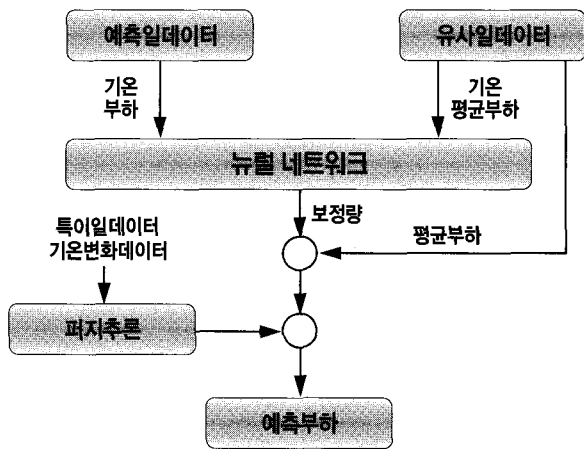 예측일데이터
유사일데이터
기온
부하
기온
평균부하
뉴럴 네트워크
보정량
평균부하
특이일데이터
기온변화데이터
퍼지추론
예측부하